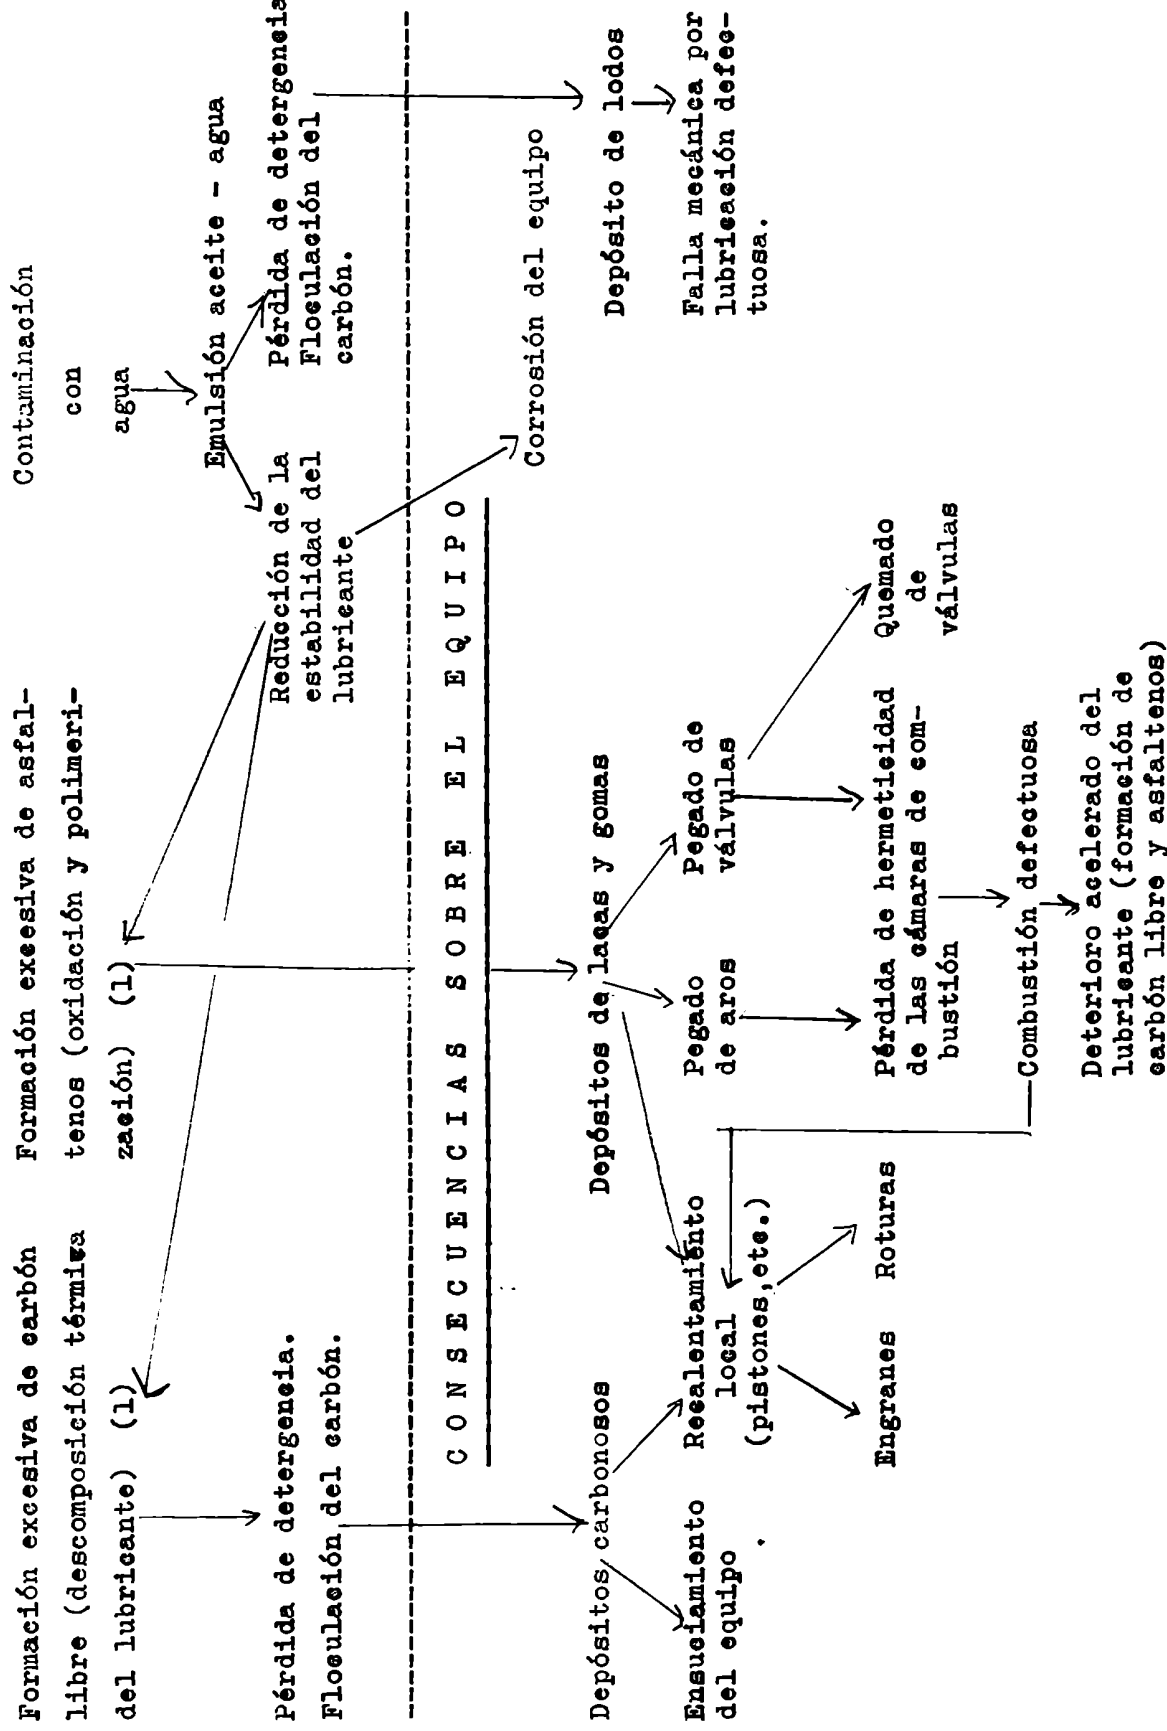 Formación excesiva de carbón
libre (descomposición térmica
del lubricante) (1)
Formación excesiva de asfal-
tenos (oxidación y polimeri-
zación) (1)
Contaminación
con
agua
Emulsión aceite - agua
Pérdida de detergencia.
Floculación del carbón.
Reducción de la
estabilidad del
lubricante
Pérdida de detergencia
Floculación del
carbón.
CONSECUENCIAS SOBRE EL EQUIPO
Corrosión del equipo
Depósitos carbonosos
Depósitos de lacas y gomas
Depósito de lodos
Ensuciamiento
del equipo
Recalentamiento
local
(pistones,etc.)
Pegado
de aros
Pegado de
válvulas
Falla mecánica por
lubricación defec-
tuosa.
Engranes
Roturas
Pérdida de hermeticidad
de las cámaras de com-
bustión
Quemado
de
válvulas
Combustión defectuosa
Deterioro acelerado del
lubricante (formación de
carbón libre y asfaltenos)